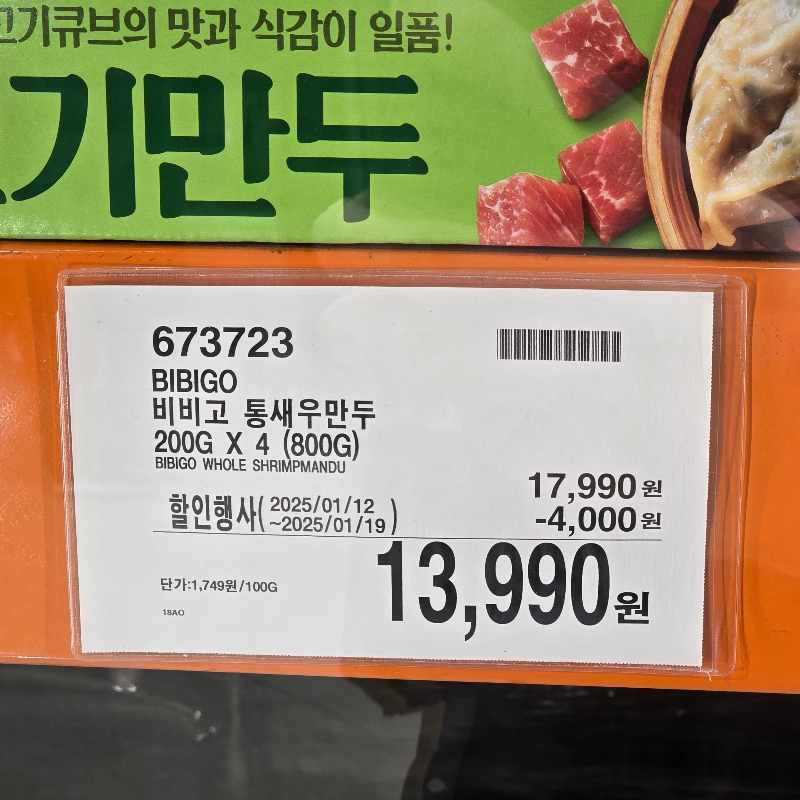 고기큐브의 맛과 식감이 일품!
기만두
673723
BIBIGO
비비고 통새우만두
200G X 4 (800G)
BIBIGO WHOLE SHRIMPMANDU
17,990원
할인행사( 2025/01/12 ~2025/01/19 )
-4,000원
13,990원
단가:1,749원/100G
18AO